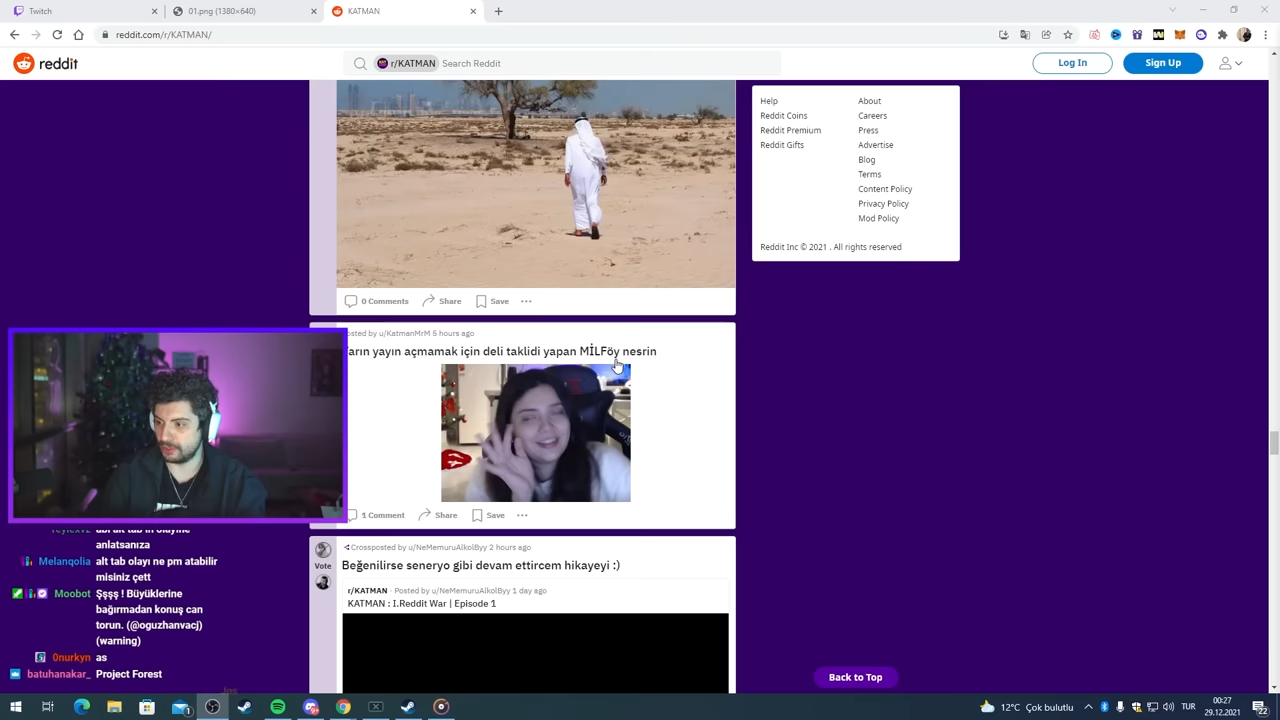 Twitch
01.png (1380×640)
KATMAN
reddit.com/r/KATMAN/
reddit
r/KATMAN
Search Reddit
Log In
Sign Up
Help
About
Reddit Coins
Careers
Reddit Premium
Press
Reddit Gifts
Advertise
Blog
Terms
Content Policy
Privacy Policy
Mod Policy
Reddit Inc © 2021 . All rights reserved
0 Comments
Share
Save
osted by u/KatmanMrM 5 hours ago
arın yayın açmamak için deli taklidi yapan MİLFöy nesrin
1 Comment
Share
Save
Crossposted by u/NeMemuruAlkolByy 2 hours ago
Vote
Beğenilirse seneryo gibi devam ettircem hikayeyi :)
r/KATMAN · Posted by u/NeMemuruAlkolByy 1 day ago
KATMAN : I.Reddit War | Episode 1
abi alt tab in olayıne
anlatsanıza
Melanqolia alt tab olayı ne pm atabilir
misiniz çett
Moobot Şşşş ! Büyüklerine
bağırmadan konuş can
torun. (@oguzhanvacj)
(warning)
0nurkyn as
batuhanakar_ Project Forest
Back to Top
12°C Çok bulutlu
TUR
00:27
29.12.2021
22